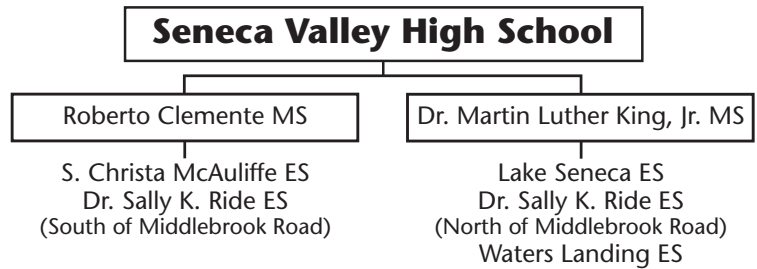 Seneca Valley High School
Roberto Clemente MS
S. Christa McAuliffe ES
Dr. Sally K. Ride ES
(South of Middlebrook Road)
Dr. Martin Luther King, Jr. MS
Lake Seneca ES
Dr. Sally K. Ride ES
(North of Middlebrook Road)
Waters Landing ES